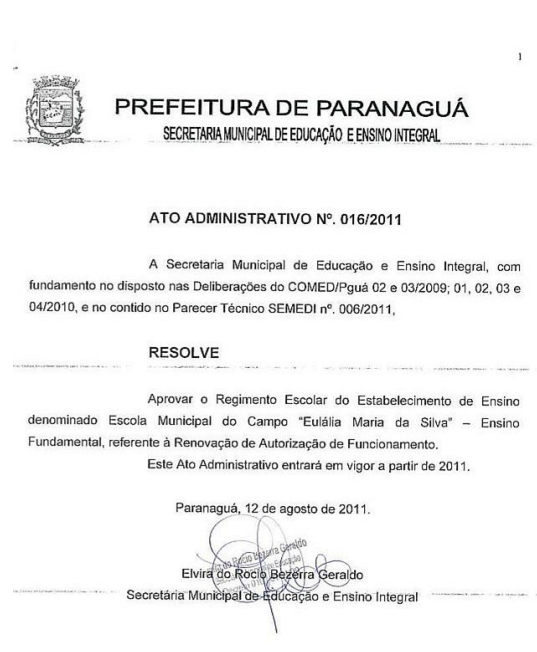 1
PREFEITURA DE PARANAGUÁ
SECRETARIA MUNICIPAL DE EDUCAÇÃO E ENSINO INTEGRAL
ATO ADMINISTRATIVO Nº. 016/2011
A Secretaria Municipal de Educação e Ensino Integral, com
fundamento no disposto nas Deliberações do COMED/Pguá 02 e 03/2009; 01, 02, 03 e
04/2010, e no contido no Parecer Técnico SEMEDI nº. 006/2011,
RESOLVE
Aprovar o Regimento Escolar do Estabelecimento de Ensino
denominado Escola Municipal do Campo "Eulália Maria da Silva" – Ensino
Fundamental, referente à Renovação de Autorização de Funcionamento.
Este Ato Administrativo entrará em vigor a partir de 2011.
Paranaguá, 12 de agosto de 2011.
do Rocio Bezerra Geraldo
Elvira do Rocio Bezerra Geraldo
Secretária Municipal de Educação e Ensino Integral